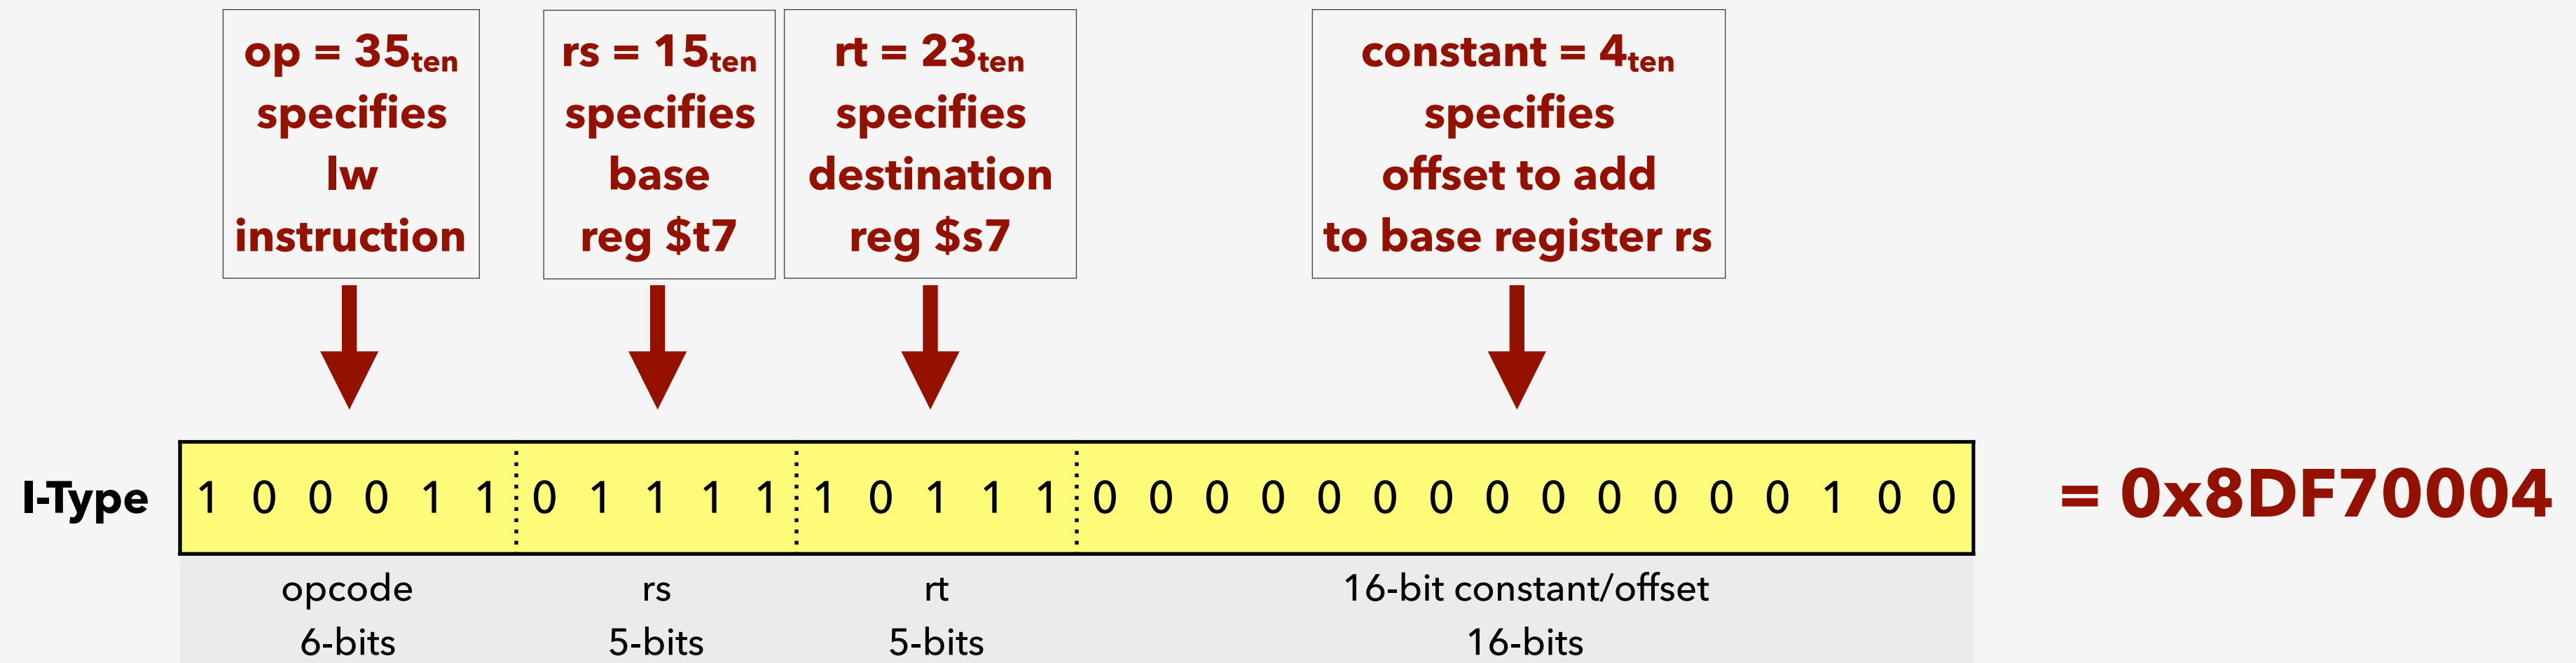 op = 35ten
specifies
lw
instruction
rs = 15ten
specifies
base
reg $t7
rt = 23ten
specifies
destination
reg $s7
constant = 4ten
specifies
offset to add
to base register rs
I-Type 1 0 0 0 1 1 0 1 1 1 1 1 0 1 1 1 0 0 0 0 0 0 0 0 0 0 0 0 0 1 0 0 = 0x8DF70004
opcode rs rt 16-bit constant/offset
6-bits 5-bits 5-bits 16-bits